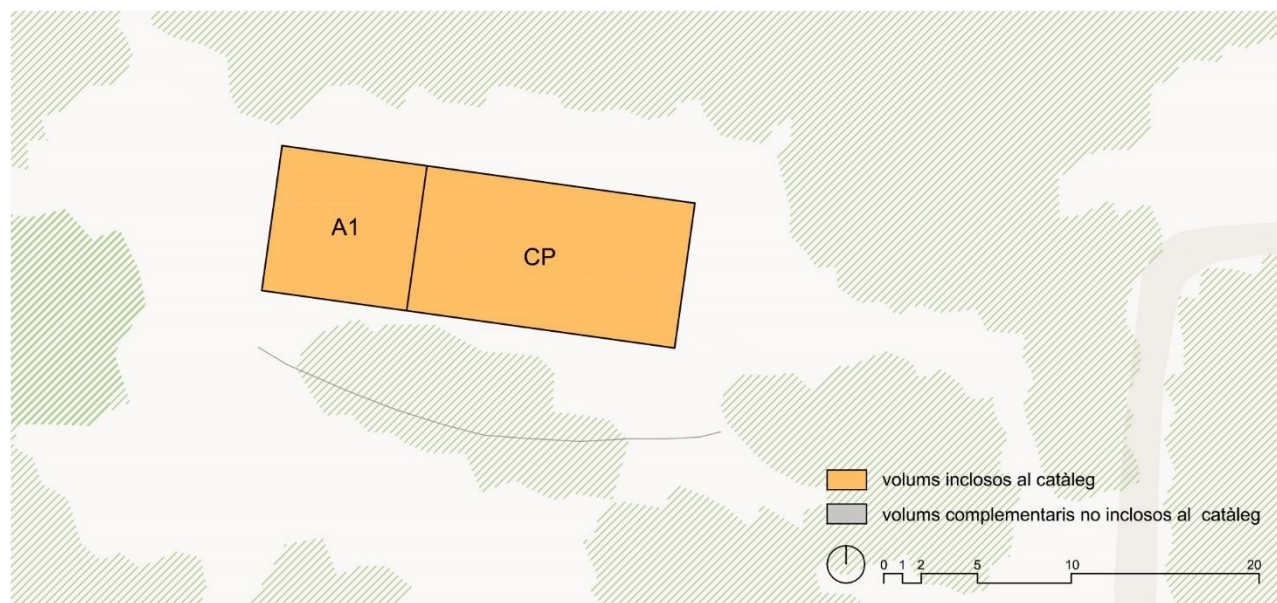 A1
CP
volums inclosos al catàleg
volums complementaris no inclosos al catàleg
0 1 2 5 10 20